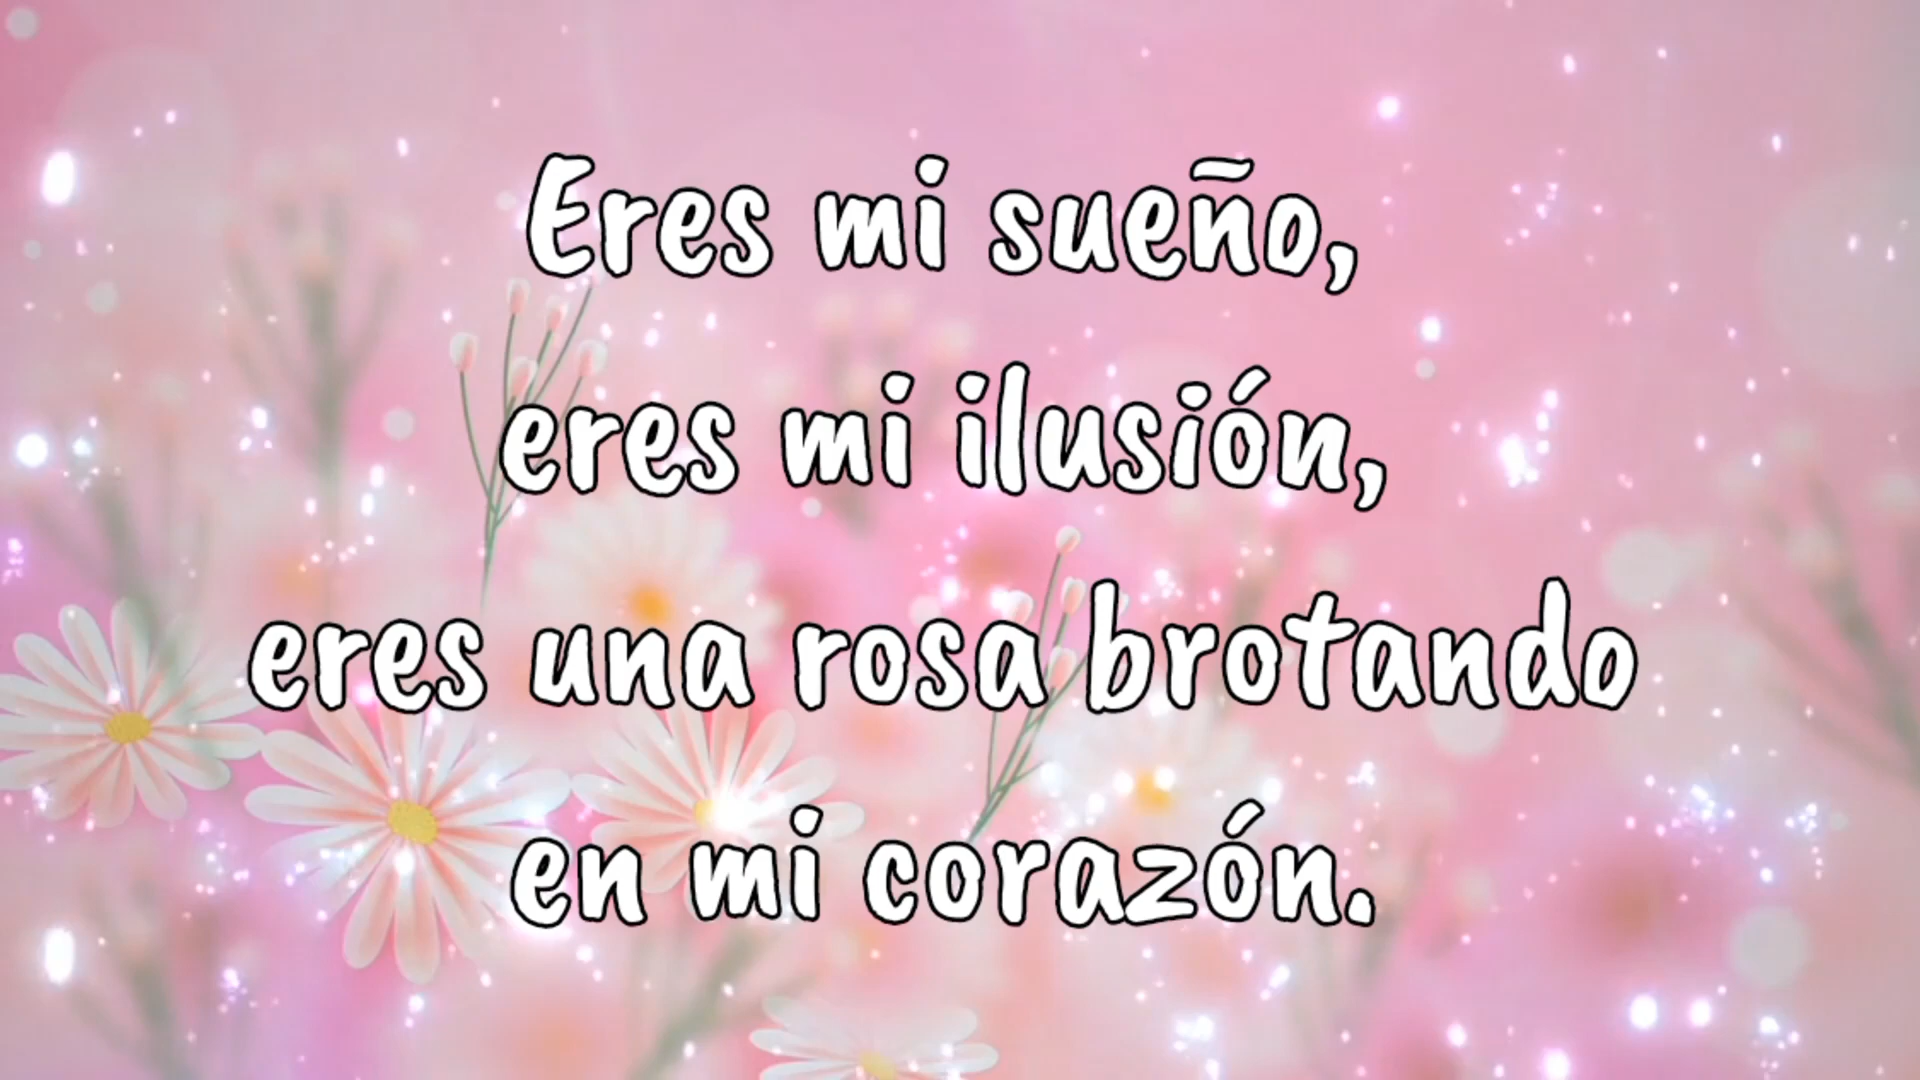 Eres mi sueño,
eres mi ilusión,
eres una rosa brotando
en mi corazón.